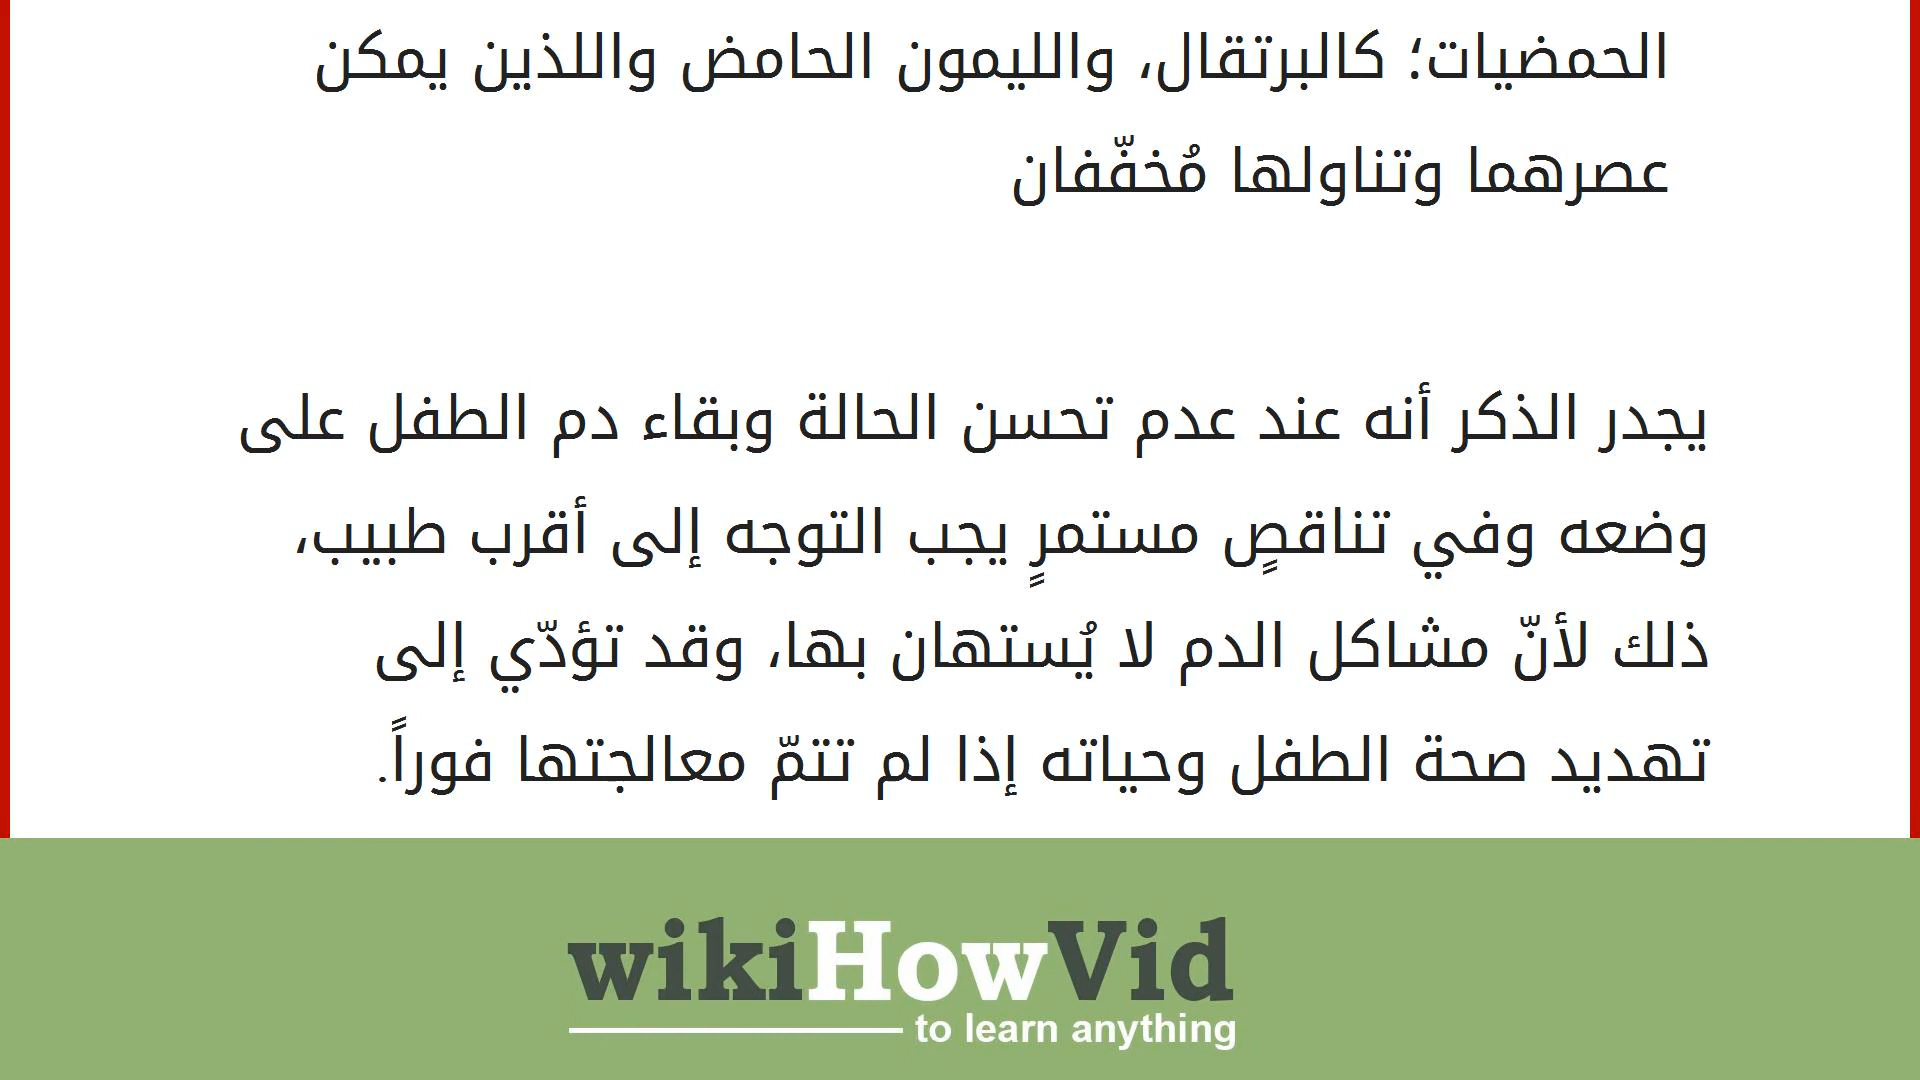 الحمضيات؛ كالبرتقال، والليمون الحامض واللذين يمكن
عصرهما وتناولها مُخفّفان
يجدر الذكر أنه عند عدم تحسن الحالة وبقاء دم الطفل على
وضعه وفي تناقصٍ مستمرٍ يجب التوجه إلى أقرب طبيب،
ذلك لأنّ مشاكل الدم لا يُستهان بها، وقد تؤدّي إلى
تهديد صحة الطفل وحياته إذا لم تتمّ معالجتها فوراً.
wikiHowVid
to learn anything